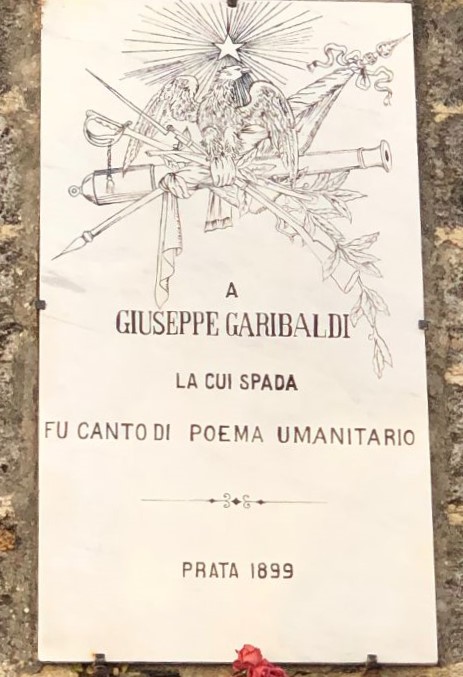 A
GIUSEPPE GARIBALDI
LA CUI SPADA
FU CANTO DI POEMA UMANITARIO
PRATA 1899